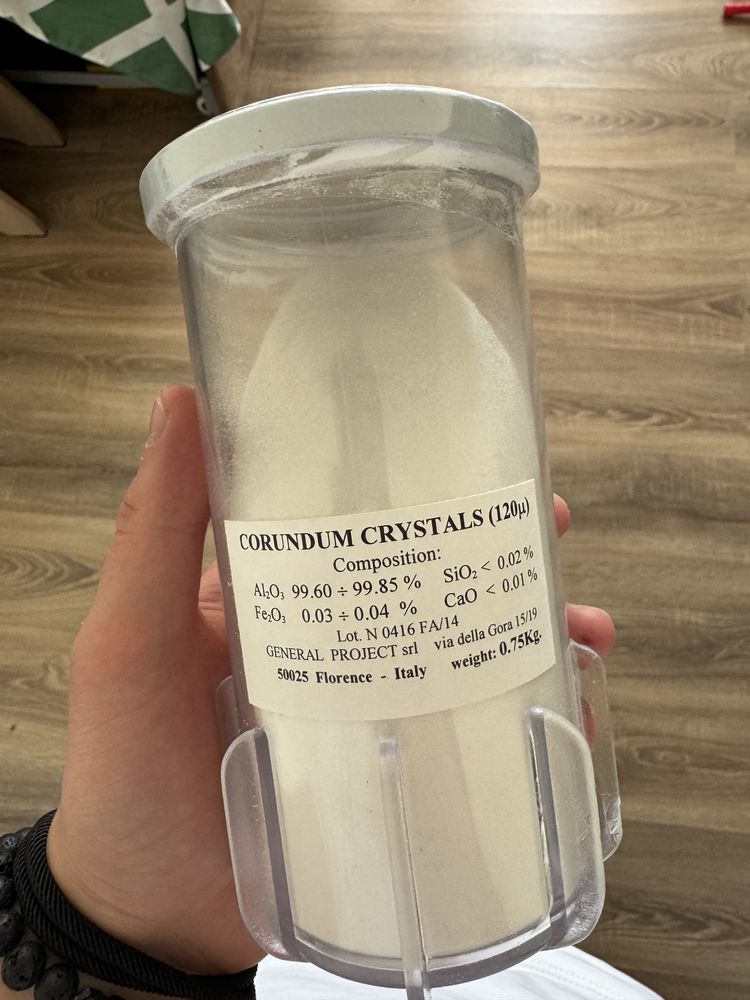 CORUNDUM CRYSTALS (120µ)
Composition:
Al₂O₃ 99.60 ÷ 99.85 % SiO₂ < 0.02 %
Fe₂O₃ 0.03 ÷ 0.04 % CaO < 0.01 %
Lot. N 0416 FA/14
GENERAL PROJECT srl via della Gora 15/19
50025 Florence - Italy weight: 0.75Kg.